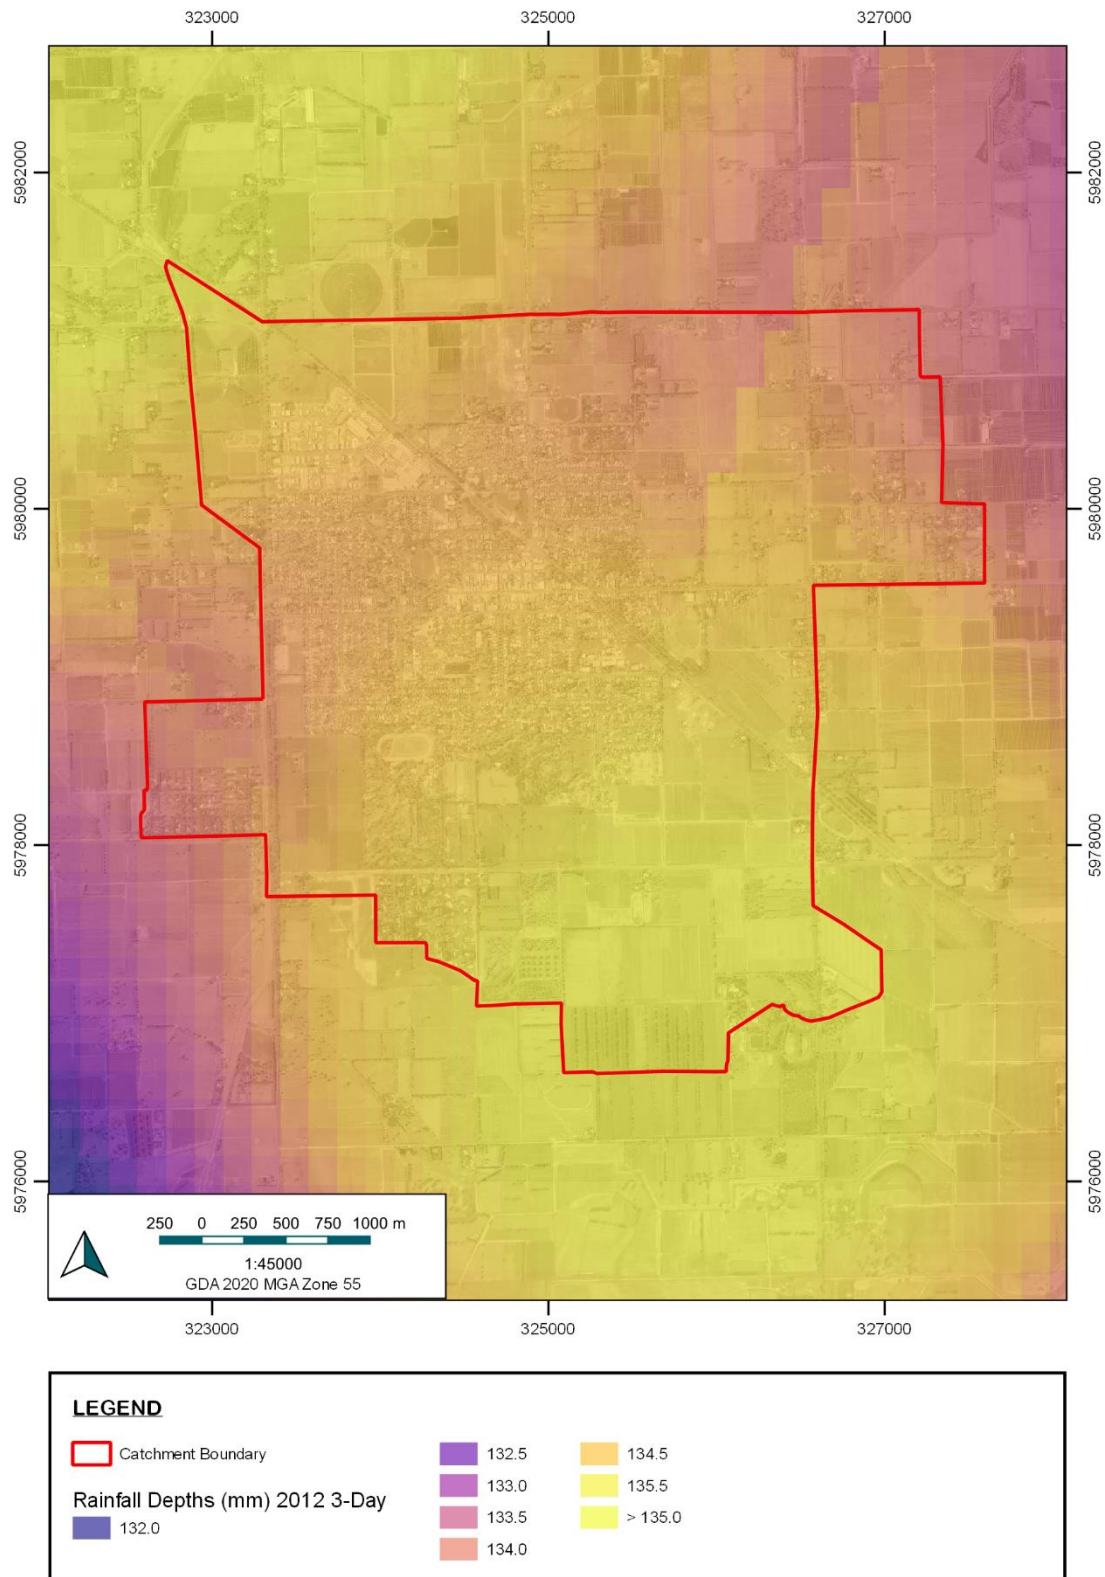 323000 325000 327000
5982000 5982000
5980000 5980000
5978000 5978000
5976000 5976000
250 0 250 500 750 1000 m
1:45000
GDA 2020 MGA Zone 55
323000 325000 327000
LEGEND
Catchment Boundary
Rainfall Depths (mm) 2012 3-Day
132.0
132.5
133.0
133.5
134.0
134.5
135.5
> 135.0